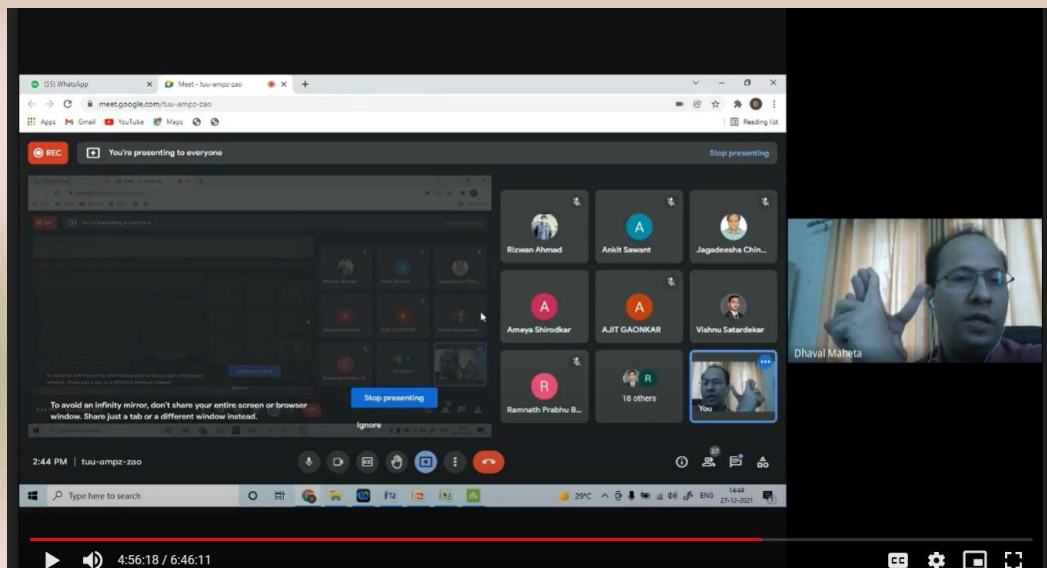 (53) WhatsApp
Meet - tuu-ampz-zao
meet.google.com/tuu-ampz-zao
Apps
Gmail
YouTube
Maps
Reading list
REC
You're presenting to everyone
Stop presenting
Rizwan Ahmad
Ankit Sawant
Jagadeesha Chin...
Ameya Shirodkar
AJIT GAONKAR
Vishnu Satardekar
Ramnath Prabhu B...
18 others
You
A
A
A
R
R
To avoid an infinity mirror, don't share your entire screen or browser
window. Share just a tab or a different window instead.
Stop presenting
Ignore
2:44 PM | tuu-ampz-zao
27
Type here to search
29°C
ENG
14:44
27-12-2021
Dhaval Maheta
4:56:18 / 6:46:11
CC